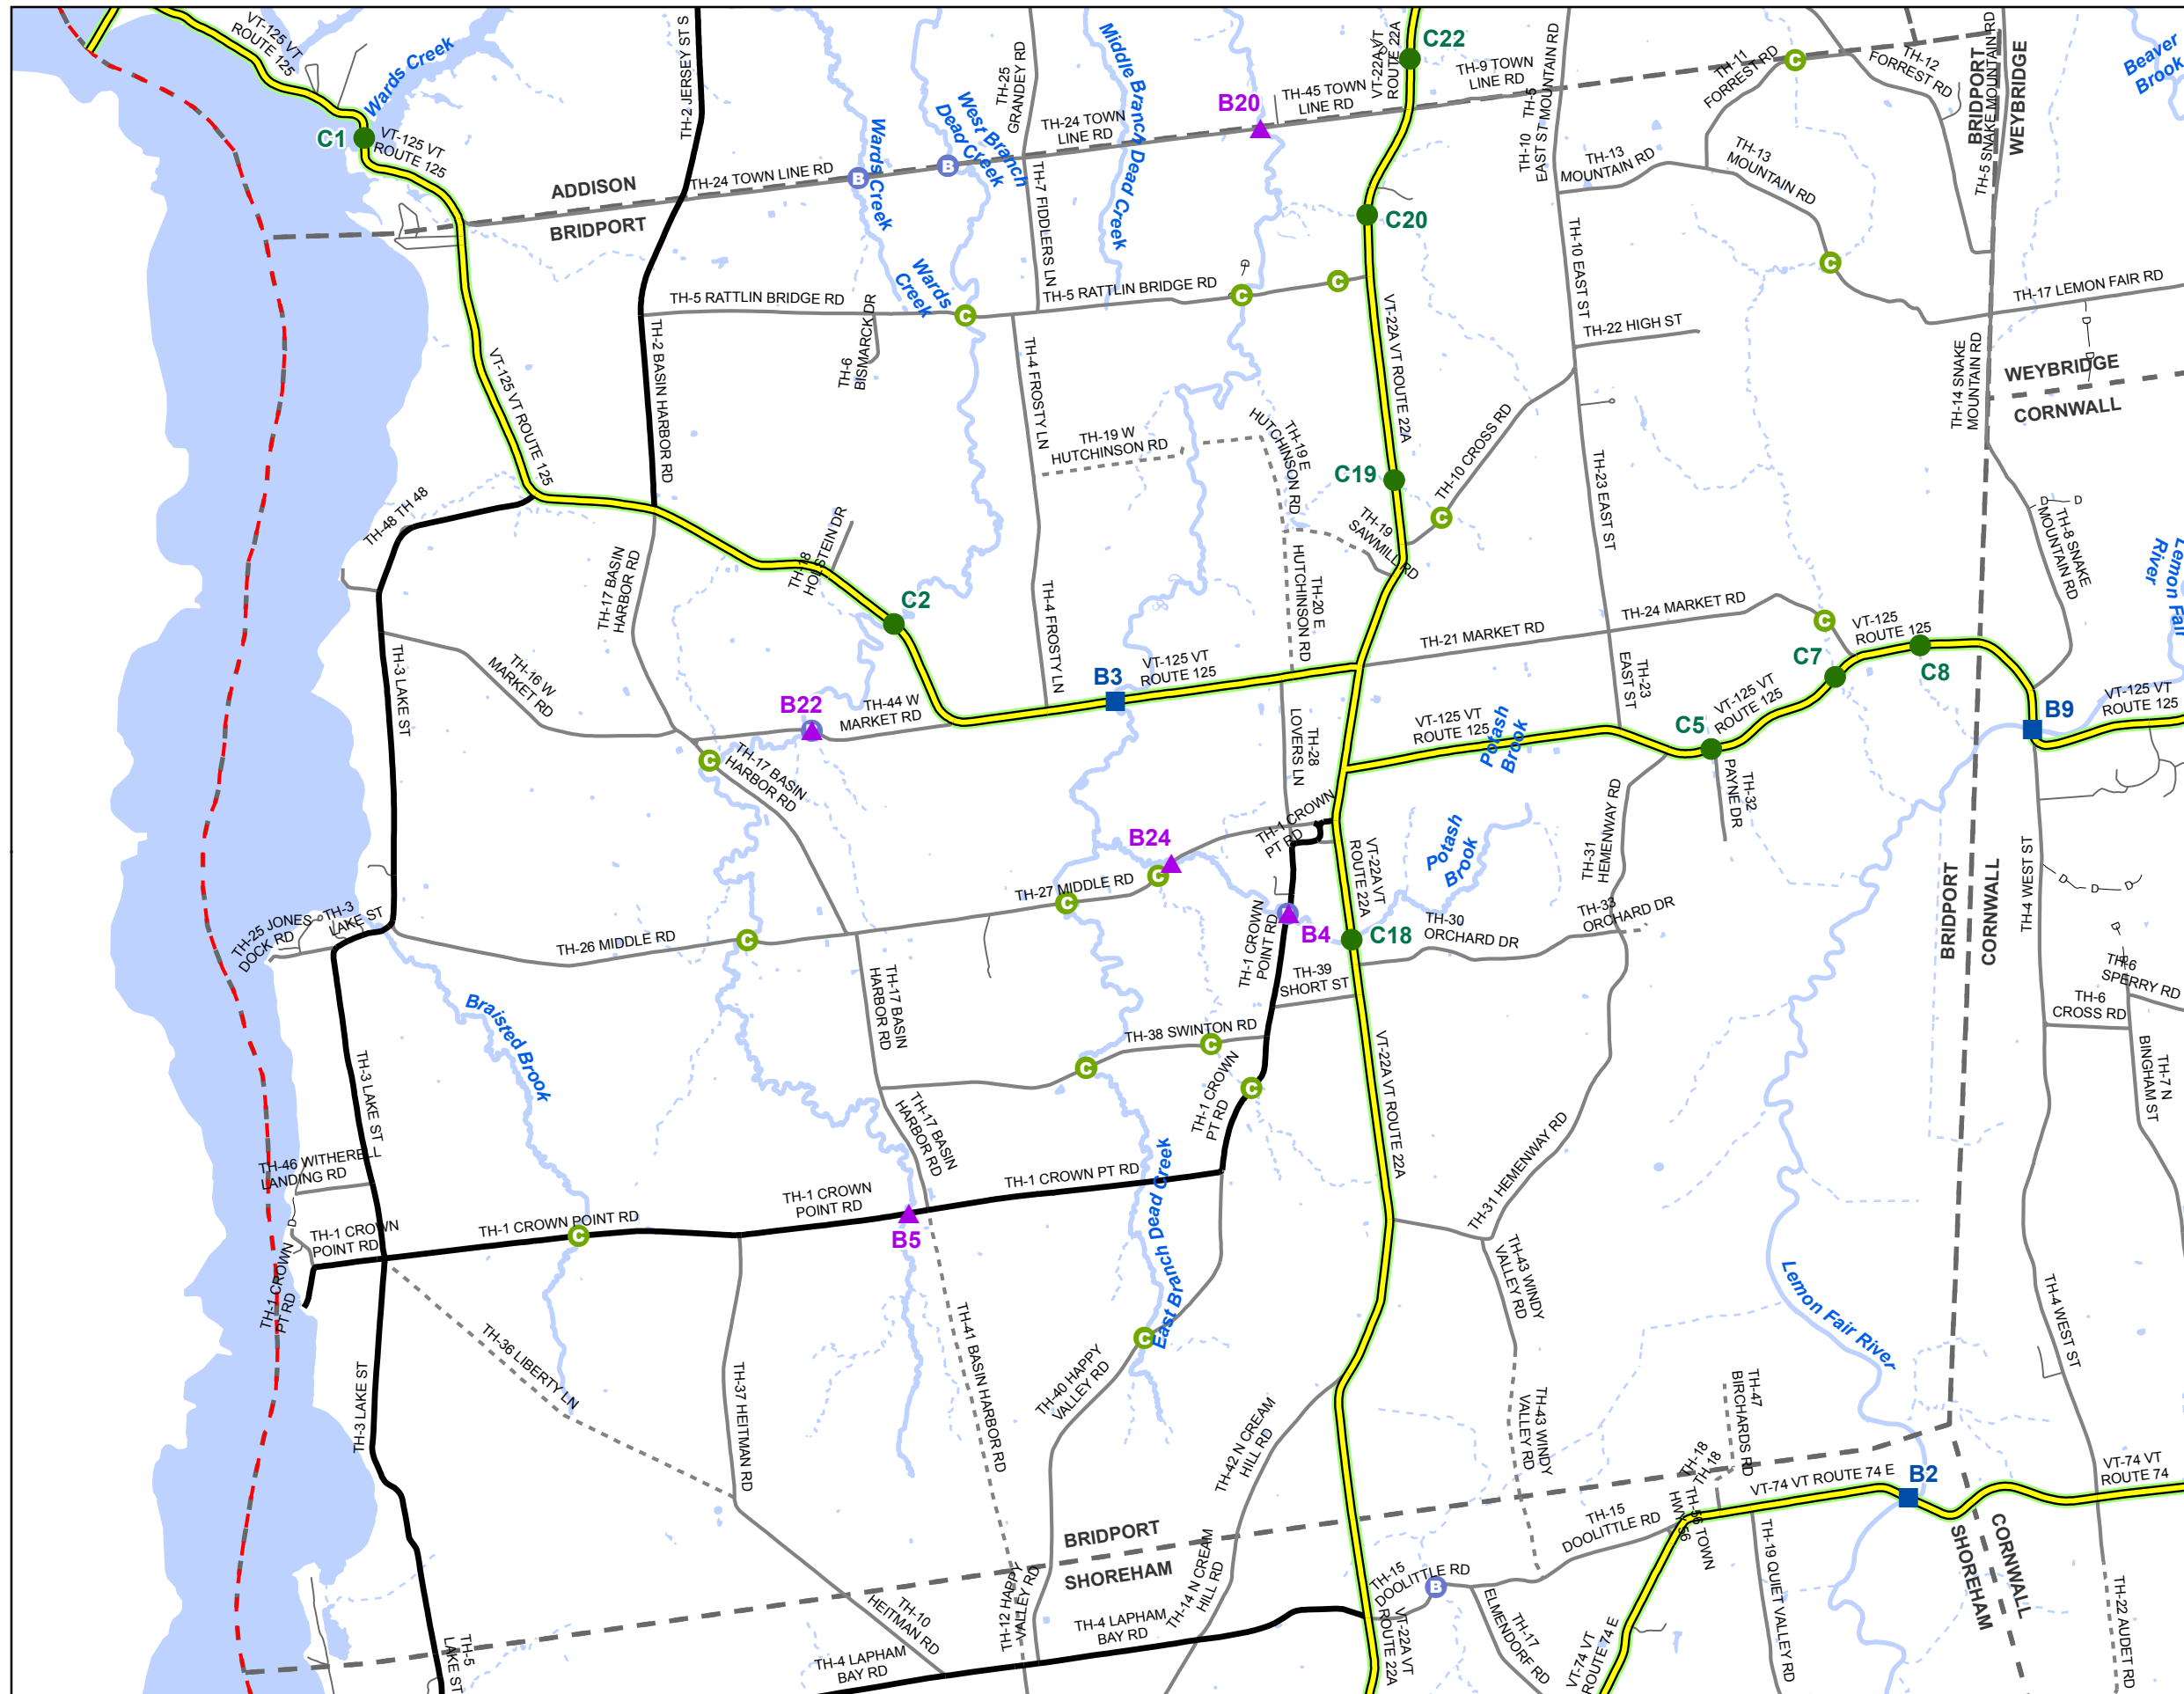 VT-125 VT
ROUTE 125
Wards Creek
C1
VT-125 VT
ROUTE 125
TH-2 JERSEY ST S
ADDISON
BRIDPORT
TH-24 TOWN LINE RD
B
Wards Creek
B
West Branch
Dead Creek
TH-25
GRANDEY RD
TH-24 TOWN
LINE RD
Middle Branch Dead Creek
B20
TH-45 TOWN
LINE RD
VT-22A VT
ROUTE 22A
C22
TH-9 TOWN
LINE RD
TH-5
MOUNTAIN RD
TH-10
EAST ST
TH-11
FORREST RD
C
TH-12
FORREST RD
BRIDPORT
WEYBRIDGE
TH-5 SNAKE MOUNTAIN RD
Beaver
Brook
TH-13
MOUNTAIN RD
TH-13
MOUNTAIN RD
C
C20
TH-7 FIDDLERS LN
TH-5 RATTLIN BRIDGE RD
Wards
Creek
C
TH-5 RATTLIN BRIDGE RD
C
C
TH-6
BISMARCK DR
TH-2 BASIN HARBOR RD
TH-4 FROSTY LN
VT-22A VT ROUTE 22A
TH-10 EAST ST
TH-22 HIGH ST
TH-17 LEMON FAIR RD
D
D
TH-14 SNAKE
MOUNTAIN RD
WEYBRIDGE
CORNWALL
VT-125 VT ROUTE 125
TH-19 W
HUTCHINSON RD
TH-19 E
HUTCHINSON RD
C19
TH-10 CROSS RD
C
TH-19
SAWMILL RD
TH-23 EAST ST
D
D
TH-8 SNAKE
MOUNTAIN RD
Lemon Fair
River
TH-48 TH 48
TH-17 BASIN
HARBOR RD
TH-18
HOLSTEIN DR
C2
TH-4 FROSTY LN
TH-20 E
HUTCHINSON RD
TH-21 MARKET RD
TH-24 MARKET RD
C
VT-125
ROUTE 125
C7
C8
TH-3 LAKE ST
TH-16 W
MARKET RD
B22
TH-44 W
MARKET RD
B3
VT-125 VT
ROUTE 125
TH-28
LOVERS LN
VT-125 VT
ROUTE 125
Potash
Brook
TH-23
EAST ST
C5
VT-125 VT
ROUTE 125
B9
VT-125 VT
ROUTE 125
C
TH-17 BASIN
HARBOR RD
TH-32
PAYNE DR
B24
C
TH-1 CROWN
PT RD
VT-22A VT
ROUTE 22A
Potash
Brook
TH-31
HEMENWAY RD
BRIDPORT
CORNWALL
TH-4 WEST ST
D
D
D
D
TH-25 JONES
DOCK RD
TH-3
LAKE ST
TH-26 MIDDLE RD
C
TH-27 MIDDLE RD
C
TH-1 CROWN
POINT RD
B4
C18
TH-30
ORCHARD DR
TH-33
ORCHARD DR
TH-6
SPERRY RD
TH-39
SHORT ST
TH-6
CROSS RD
Braisted Brook
TH-17 BASIN
HARBOR RD
TH-38 SWINTON RD
C
C
C
TH-1 CROWN
PT RD
VT-22A VT ROUTE 22A
TH-7 N
BINGHAM ST
TH-3 LAKE ST
TH-17 BASIN
HARBOR RD
TH-46 WITHERELL
LANDING RD
D
TH-1 CROWN
POINT RD
TH-1 CROWN POINT RD
C
TH-1 CROWN
POINT RD
B5
TH-1 CROWN PT RD
East Branch Dead Creek
TH-31 HEMENWAY RD
TH-1 CROWN
PT RD
TH-43 WINDY
VALLEY RD
Lemon Fair River
TH-4 WEST ST
TH-36 LIBERTY LN
TH-3 LAKE ST
TH-37 HEITMAN RD
TH-41 BASIN HARBOR RD
C
TH-40 HAPPY
VALLEY RD
TH-42 N CREAM
HILL RD
TH-43 WINDY
VALLEY RD
TH-47
BIRCHARDS RD
TH-18
TH-18
VT-74 VT ROUTE 74 E
B2
VT-74 VT
ROUTE 74
BRIDPORT
SHOREHAM
TH-15
DOOLITTLE RD
TH-56 TOWN
HWY 56
SHOREHAM
CORNWALL
TH-5
LAKE ST
TH-10
HEITMAN RD
TH-12 HAPPY
VALLEY RD
TH-14 N CREAM
HILL RD
TH-4 LAPHAM
BAY RD
TH-4 LAPHAM
BAY RD
TH-15
DOOLITTLE RD
B
VT-22A VT
ROUTE 22A
TH-17
ELMENDORF RD
VT-74 VT
ROUTE 74 E
TH-19 QUIET VALLEY RD
TH-22 AUDET RD